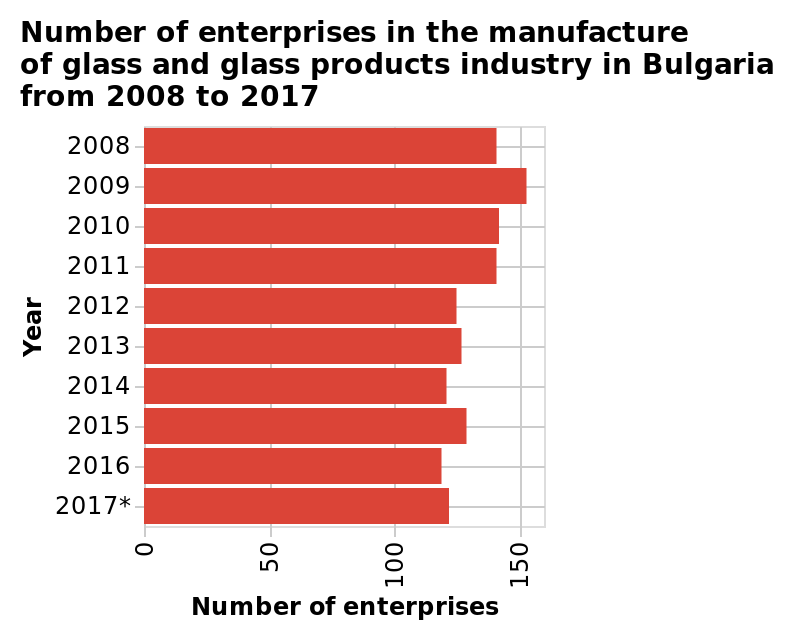 Number of enterprises in the manufacture
of glass and glass products industry in Bulgaria
from 2008 to 2017
2008
2009
2010
2011
2012
2013
2014
2015
2016
2017*
Year
0
50
100
150
Number of enterprises